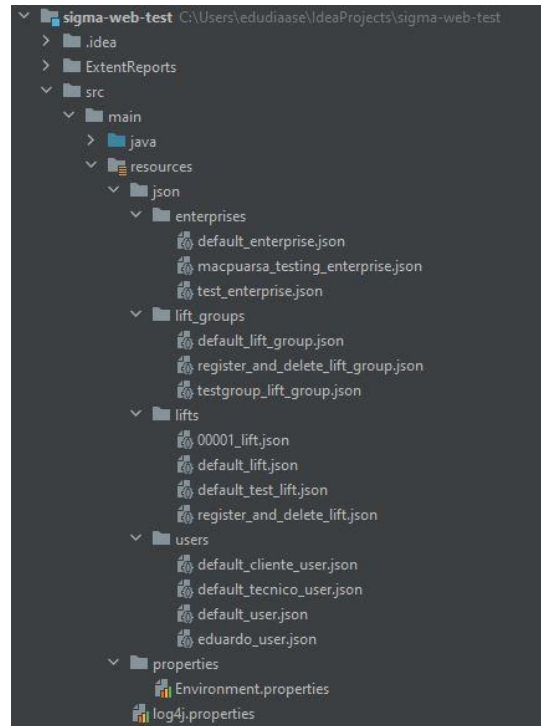 sigma-web-test C:\Users\edudiaase\IdeaProjects\sigma-web-test
.idea
ExtentReports
src
main
java
resources
json
enterprises
default_enterprise.json
macpuarsa_testing_enterprise.json
test_enterprise.json
lift_groups
default_lift_group.json
register_and_delete_lift_group.json
testgroup_lift_group.json
lifts
00001_lift.json
default_lift.json
default_test_lift.json
register_and_delete_lift.json
users
default_cliente_user.json
default_tecnico_user.json
default_user.json
eduardo_user.json
properties
Environment.properties
log4j.properties